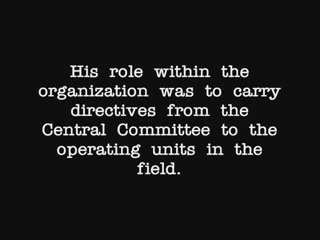 His role within the
organization was to carry
directives from the
Central Committee to the
operating units in the
field.